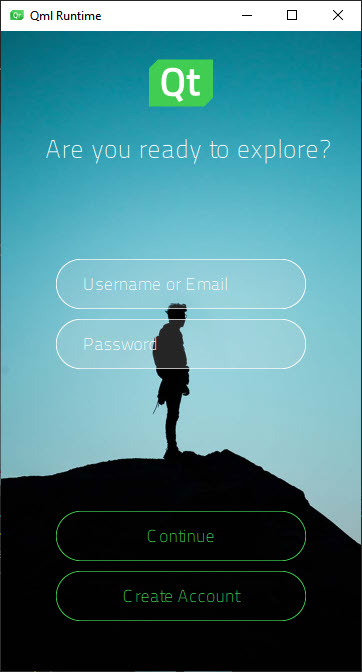 Qml Runtime
Qt
Are you ready to explore?
Username or Email
Password
Continue
Create Account